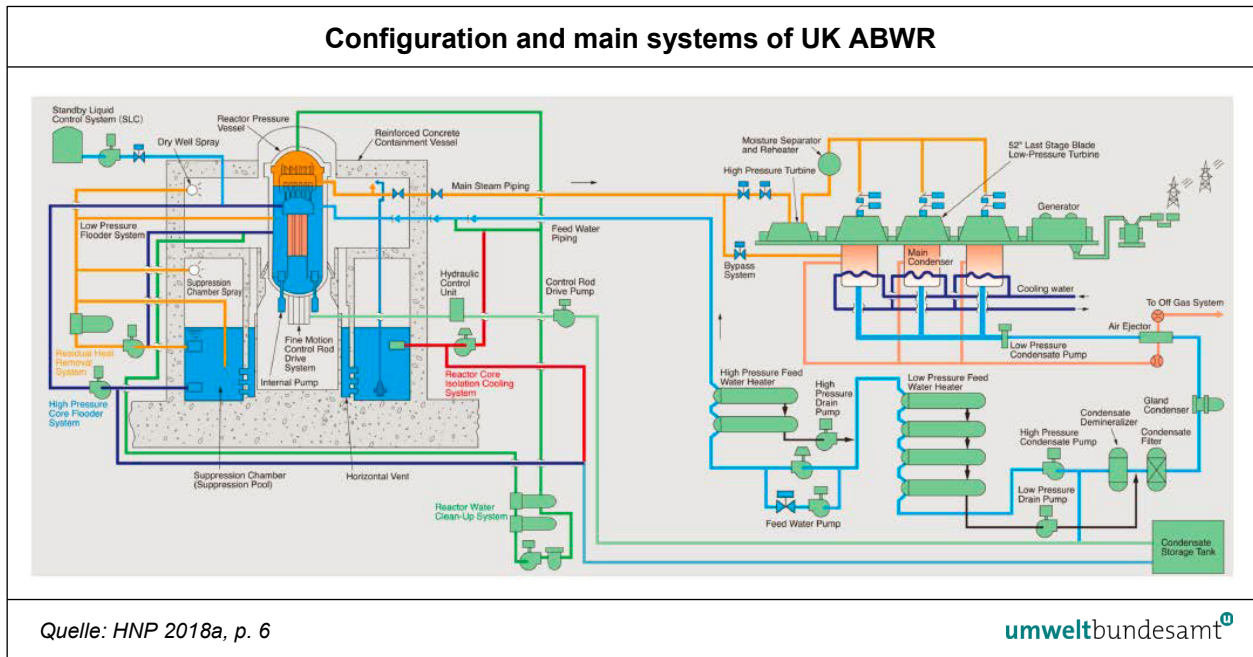 Configuration and main systems of UK ABWR
Standby Liquid
Control System (SLC)
Dry Well Spray
Reactor Pressure
Vessel
Reinforced Concrete
Containment Vessel
Main Steam Piping
Low Pressure
Flooder System
Feed Water
Piping
Suppression
Chamber Spray
Hydraulic
Control
Unit
Control Rod
Drive Pump
Residual Heat
Removal
System
High Pressure
Core Flooder
System
Fine Motion
Control Rod
Drive
System
Internal Pump
Reactor Core
Isolation Cooling
System
Suppression Chamber
(Suppression Pool)
Horizontal Vent
Reactor Water
Clean-Up System
Moisture Separator
and Reheater
High Pressure Turbine
52" Last Stage Blade
Low-Pressure Turbine
Generator
Bypass
System
Main
Condenser
Cooling water
To Off Gas System
Air Ejector
Low Pressure
Condensate Pump
High Pressure Feed
Water Heater
High
Pressure
Drain
Pump
Low Pressure Feed
Water Heater
Gland
Condenser
Condensate
Demineralizer
Condensate
Filter
High Pressure
Condensate Pump
Low Pressure
Drain Pump
Feed Water Pump
Condensate
Storage Tank
Quelle: HNP 2018a, p. 6
umweltbundesamt
u